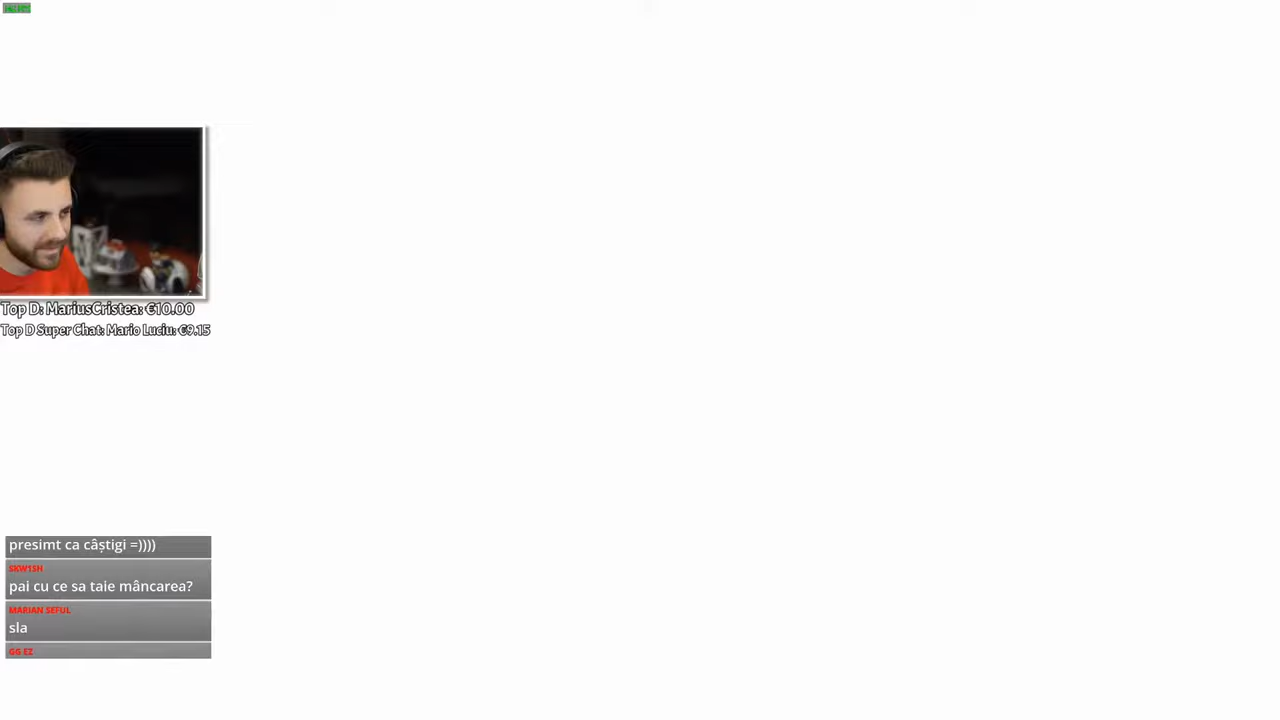 Top D: MariusCristea: €10.00
Top D Super Chat: Mario Luciu: €9.15
presimt ca câștigi =))))
SKW1SH
pai cu ce sa taie mâncarea?
MARIAN SEFUL
sla
GG EZ